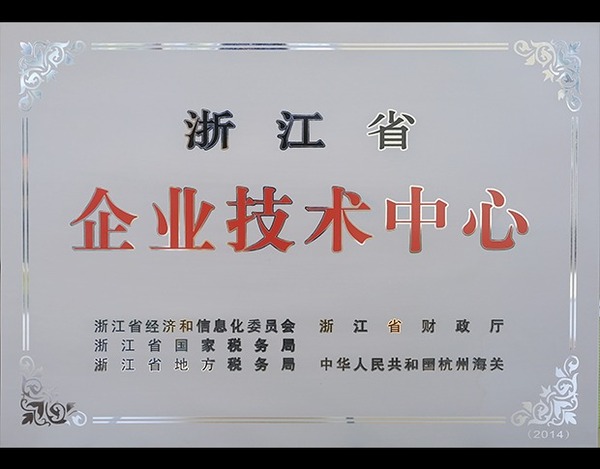 浙江省
企业技术中心
浙江省经济和信息化委员会 浙江省财政厅
浙江省国家税务局
浙江省地方税务局 中华人民共和国杭州海关
(2014)